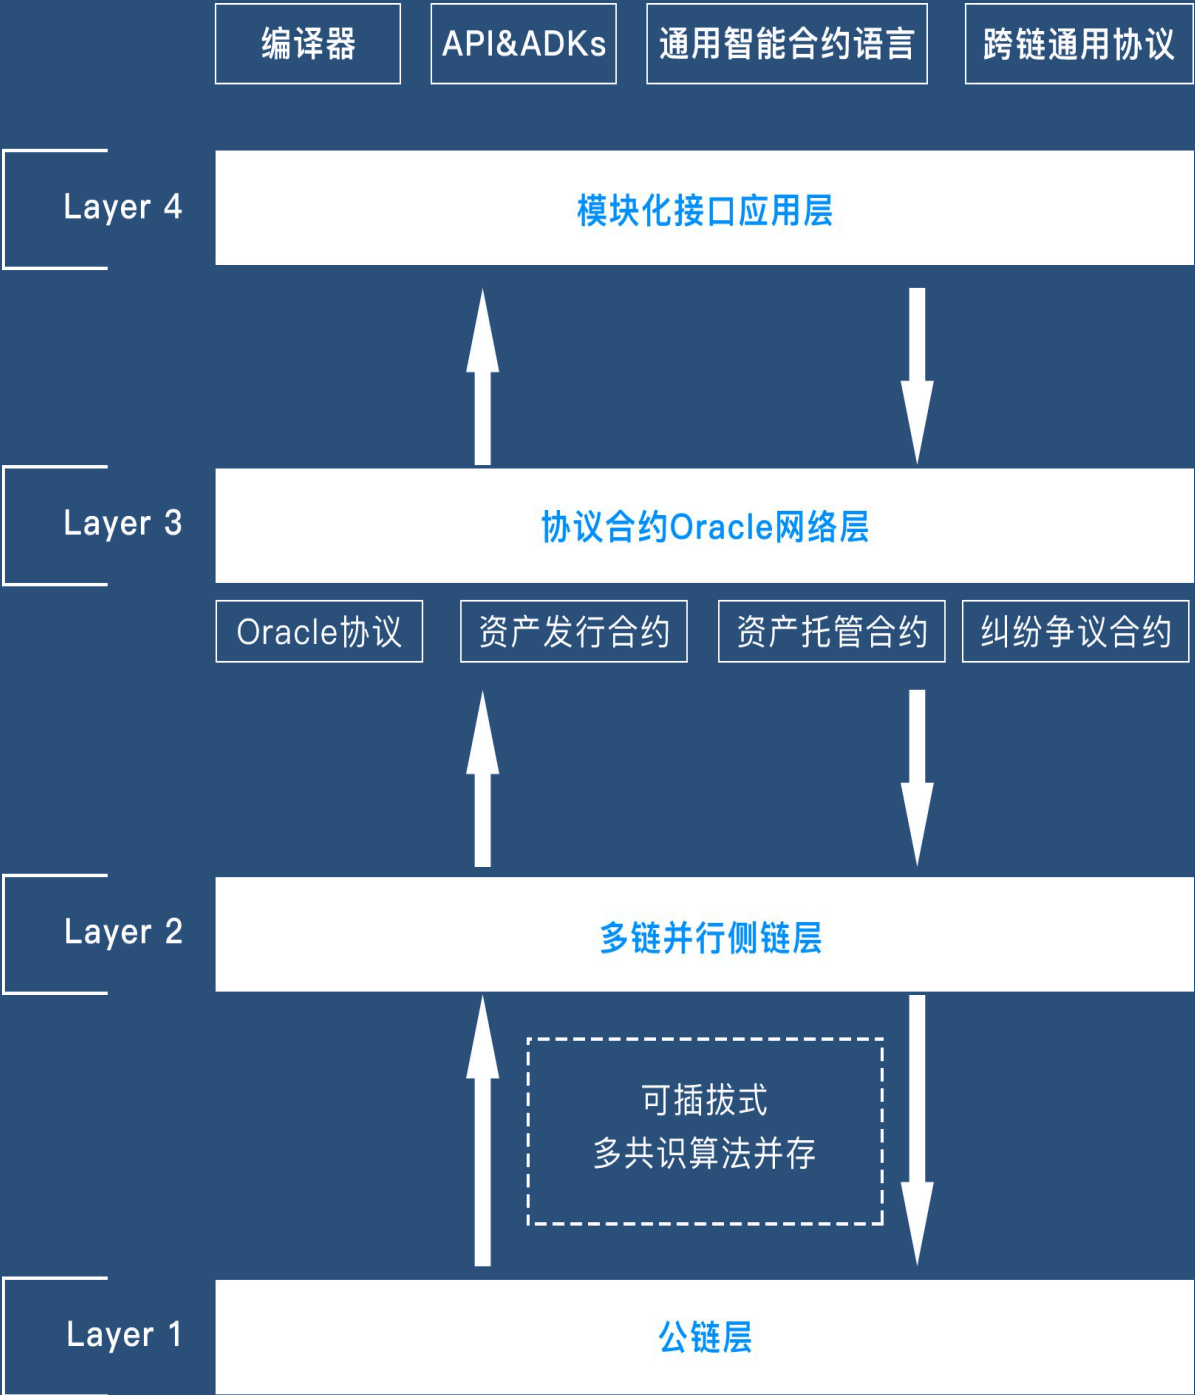 编译器
API&ADKs
通用智能合约语言
跨链通用协议
Layer 4
模块化接口应用层
Layer 3
协议合约Oracle网络层
Oracle协议
资产发行合约
资产托管合约
纠纷争议合约
Layer 2
多链并行侧链层
可插拔式
多共识算法并存
Layer 1
公链层